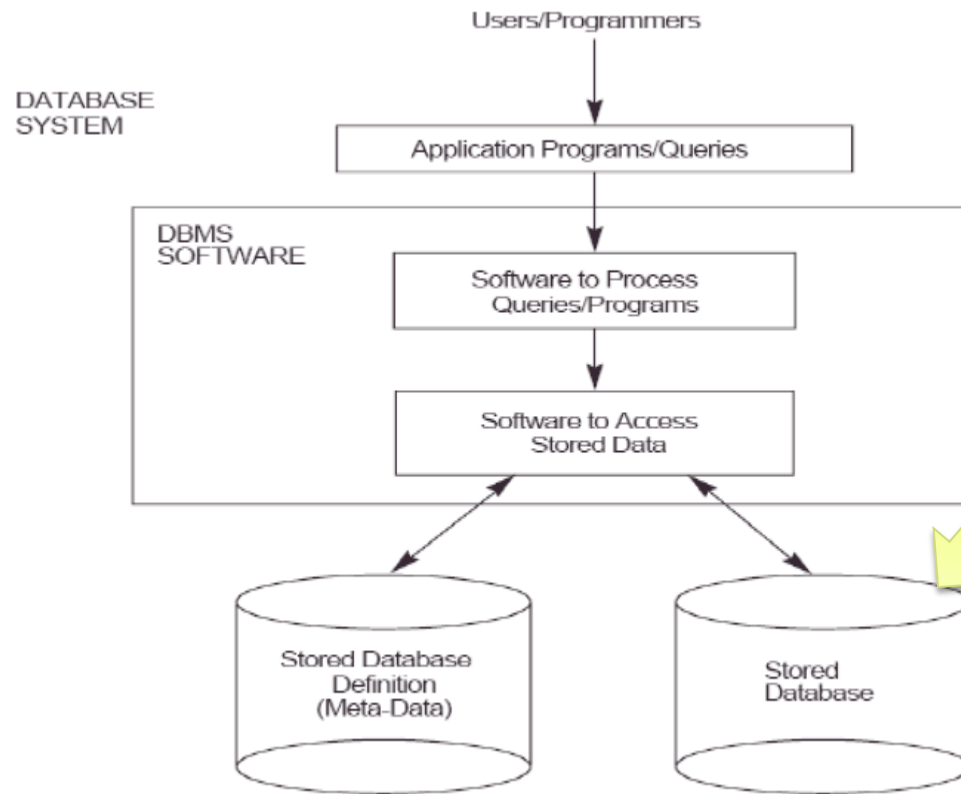 Users/Programmers
DATABASE
SYSTEM
Application Programs/Queries
DBMS
SOFTWARE
Software to Process
Queries/Programs
Software to Access
Stored Data
Stored Database
Definition
(Meta-Data)
Stored
Database